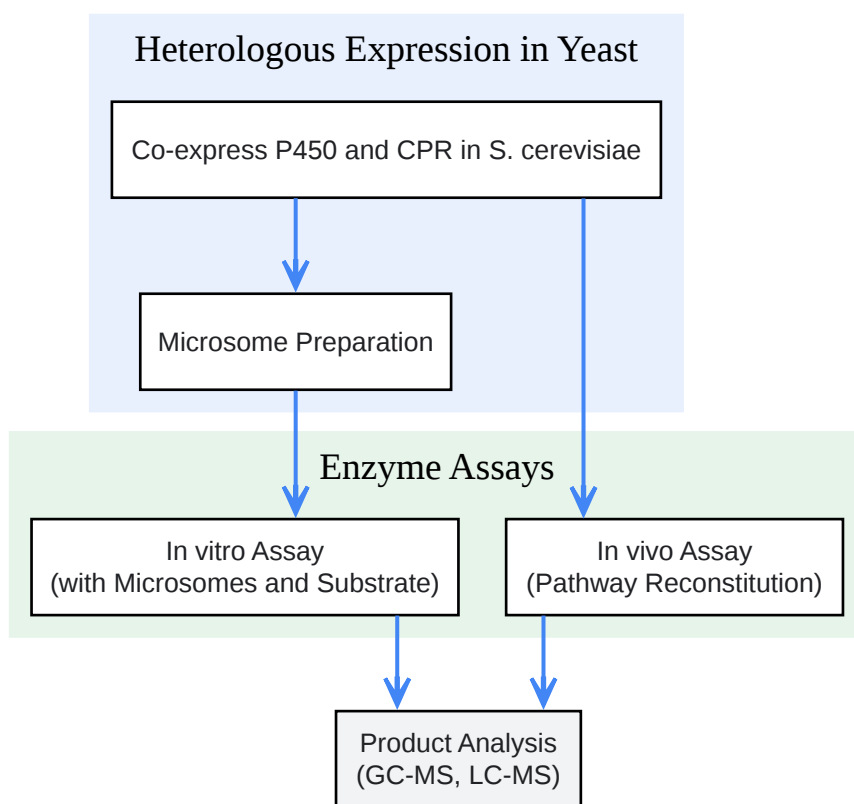 Heterologous Expression in Yeast
Co-express P450 and CPR in S. cerevisiae
Microsome Preparation
Enzyme Assays
In vitro Assay
(with Microsomes and Substrate)
In vivo Assay
(Pathway Reconstitution)
Product Analysis
(GC-MS, LC-MS)